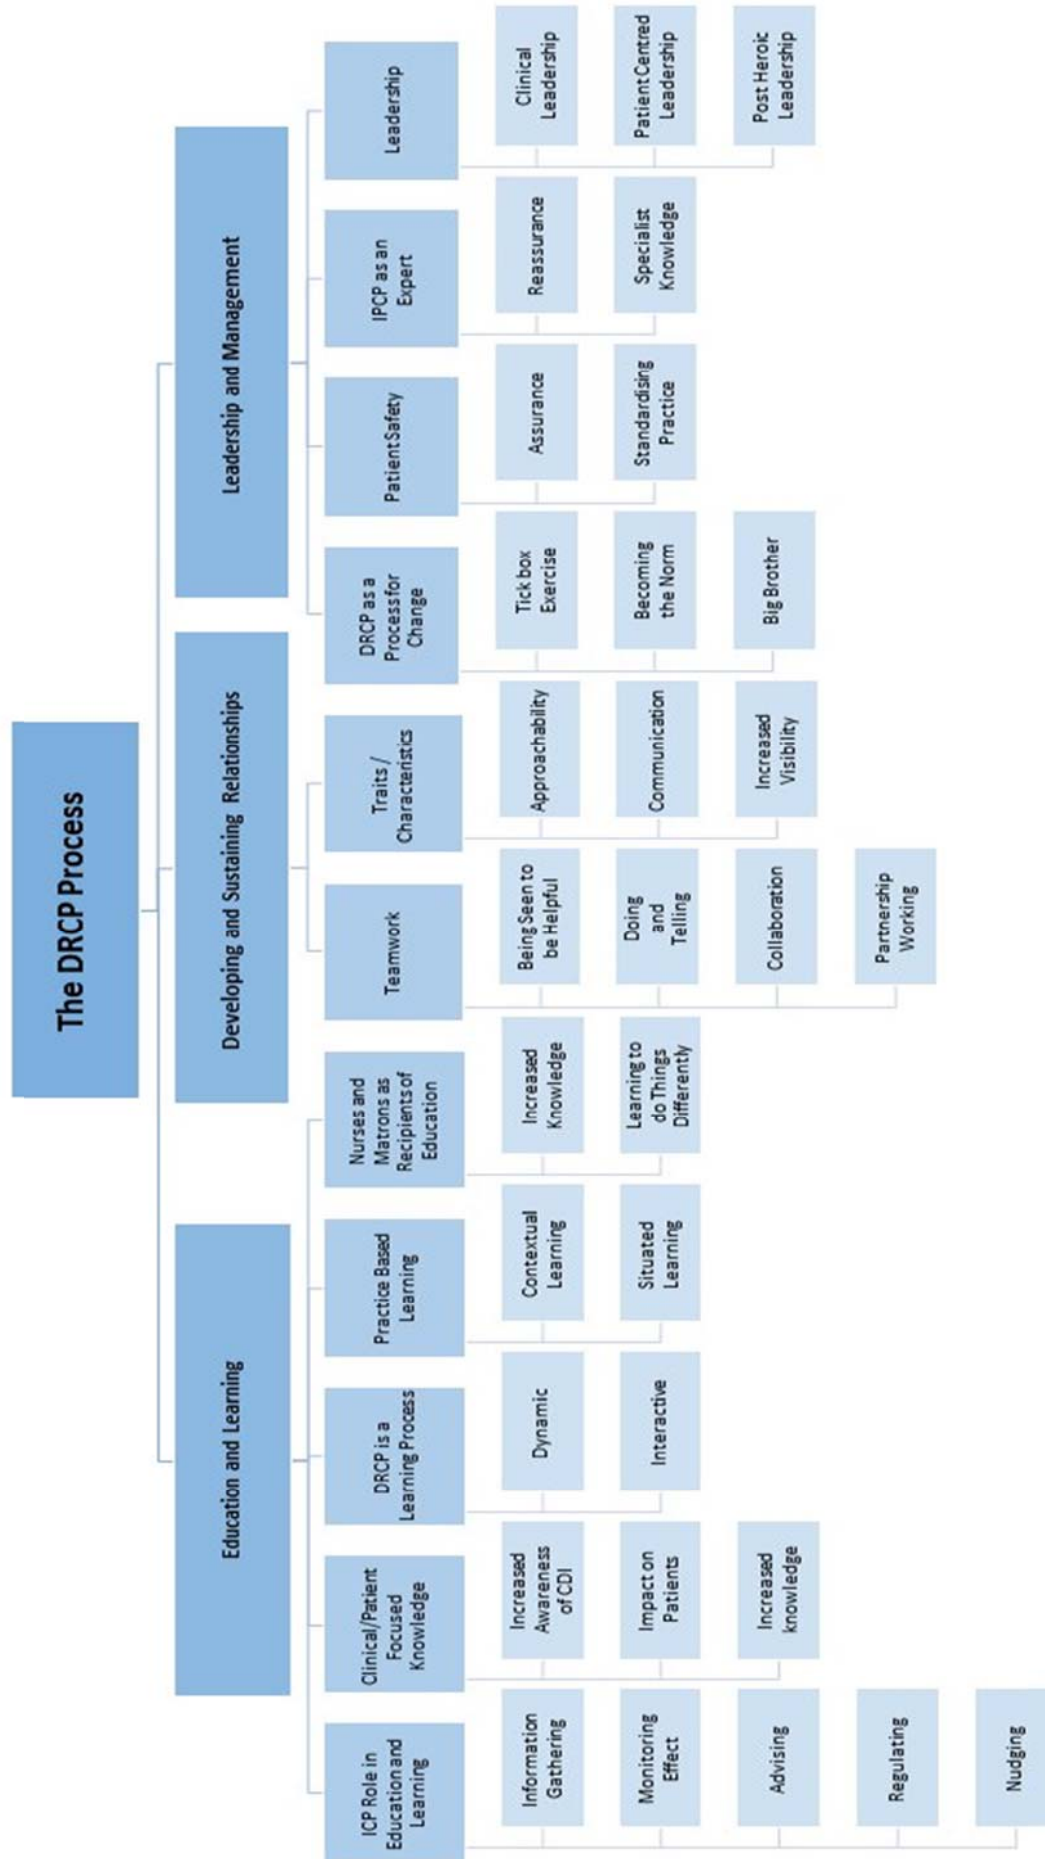 The DRCP Process
Education and Learning
Developing and Sustaining Relationships
Leadership and Management
ICP Role in
Education and
Learning
Clinical/Patient
Focused
Knowledge
DRCP is a
Learning Process
Practice Based
Learning
Nurses and
Matrons as
Recipients of
Education
Teamwork
Traits /
Characteristics
DRCP as a
Process for
Change
Patient Safety
IPCP as an
Expert
Leadership
Information
Gathering
Monitoring
Effect
Advising
Regulating
Nudging
Increased
Awareness
of CDI
Impact on
Patients
Increased
knowledge
Dynamic
Interactive
Contextual
Learning
Situated
Learning
Increased
Knowledge
Learning to
do Things
Differently
Being Seen to
be Helpful
Doing
and
Telling
Collaboration
Partnership
Working
Approachability
Communication
Increased
Visibility
Tick box
Exercise
Becoming
the Norm
Big Brother
Assurance
Standardising
Practice
Reassurance
Specialist
Knowledge
Clinical
Leadership
Patient Centred
Leadership
Post Heroic
Leadership